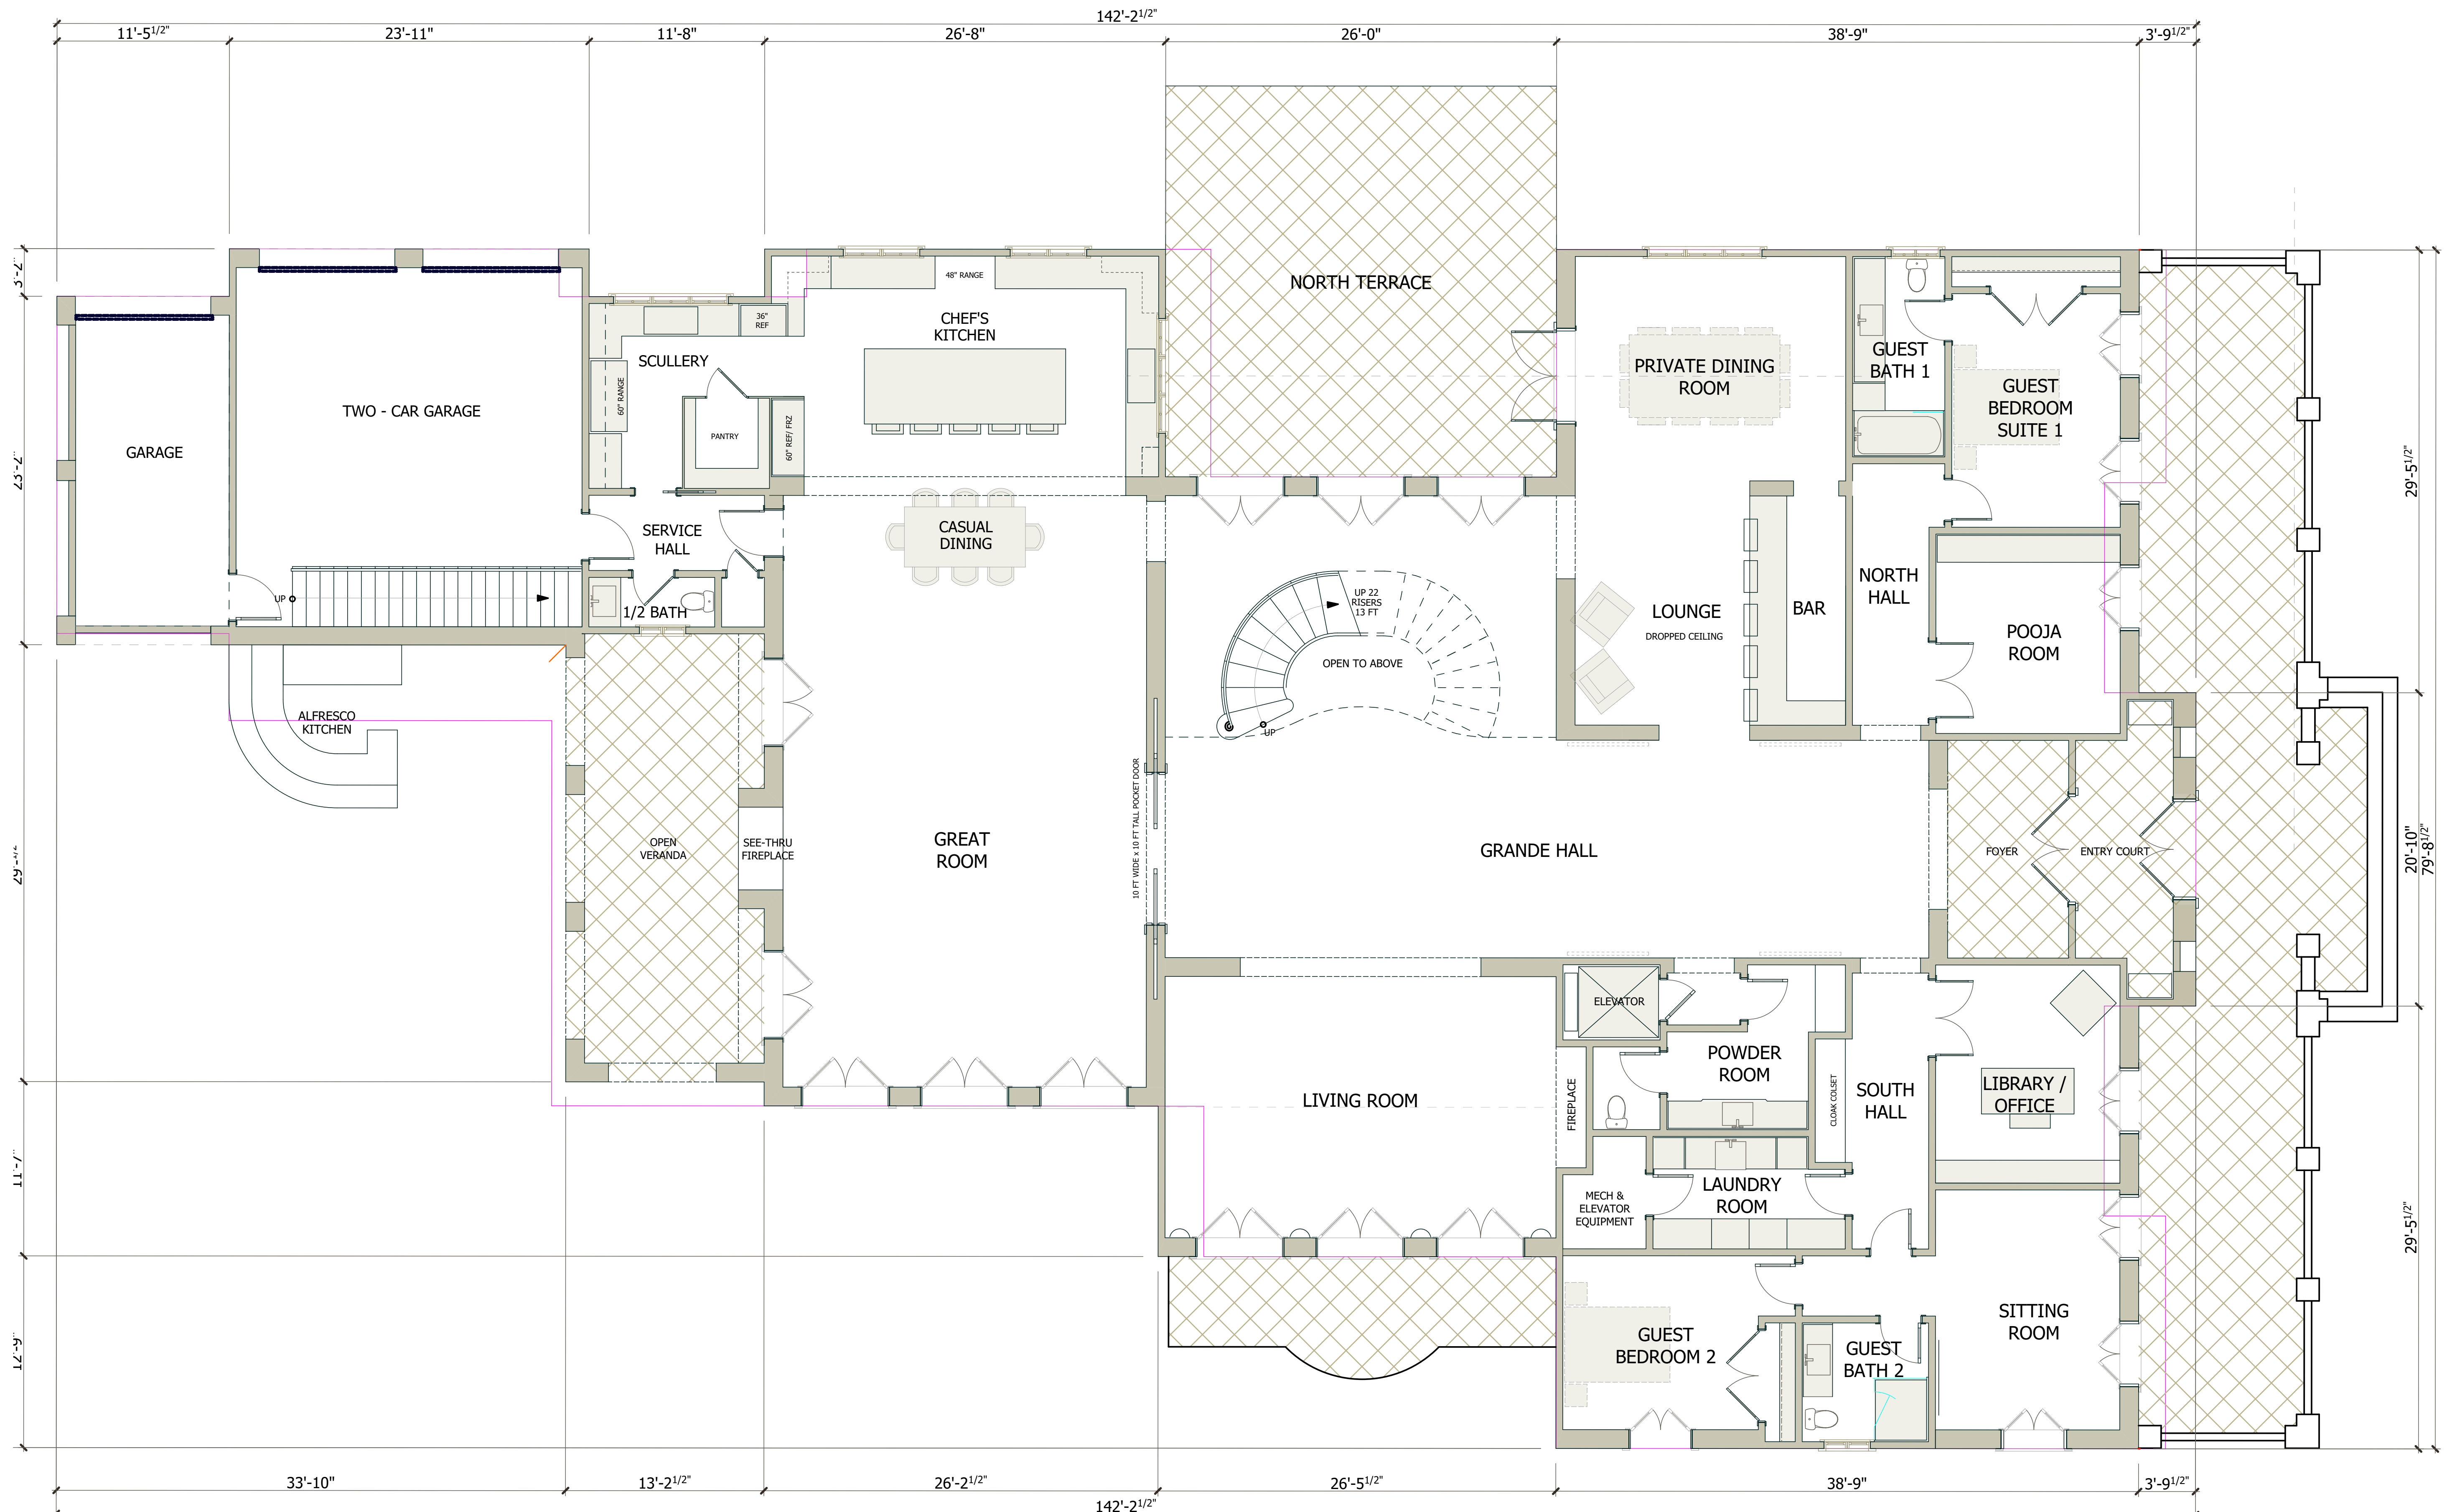 142'-2 1/2"
11'-5 1/2"
23'-11"
11'-8"
26'-8"
26'-0"
38'-9"
3'-9 1/2"
48" RANGE
NORTH TERRACE
36"
REF
CHEF'S
KITCHEN
SCULLERY
60" RANGE
PRIVATE DINING
ROOM
GUEST
BATH 1
GUEST
BEDROOM
SUITE 1
TWO - CAR GARAGE
GARAGE
PANTRY
60" REF/ FRZ
23'-2"
29'-5 1/2"
SERVICE
HALL
CASUAL
DINING
NORTH
HALL
UP
1/2 BATH
UP 22
RISERS
13 FT
LOUNGE
DROPPED CEILING
BAR
OPEN TO ABOVE
POOJA
ROOM
ALFRESCO
KITCHEN
UP
10 FT WIDE x 10 FT TALL POCKET DOOR
OPEN
VERANDA
SEE-THRU
FIREPLACE
GREAT
ROOM
GRANDE HALL
FOYER
ENTRY COURT
20'-10"
79'-8 1/2"
ELEVATOR
POWDER
ROOM
LIVING ROOM
FIREPLACE
CLOAK COLSET
SOUTH
HALL
LIBRARY /
OFFICE
MECH &
ELEVATOR
EQUIPMENT
LAUNDRY
ROOM
29'-5 1/2"
GUEST
BEDROOM 2
GUEST
BATH 2
SITTING
ROOM
12'-9"
33'-10"
13'-2 1/2"
26'-2 1/2"
26'-5 1/2"
38'-9"
3'-9 1/2"
142'-2 1/2"